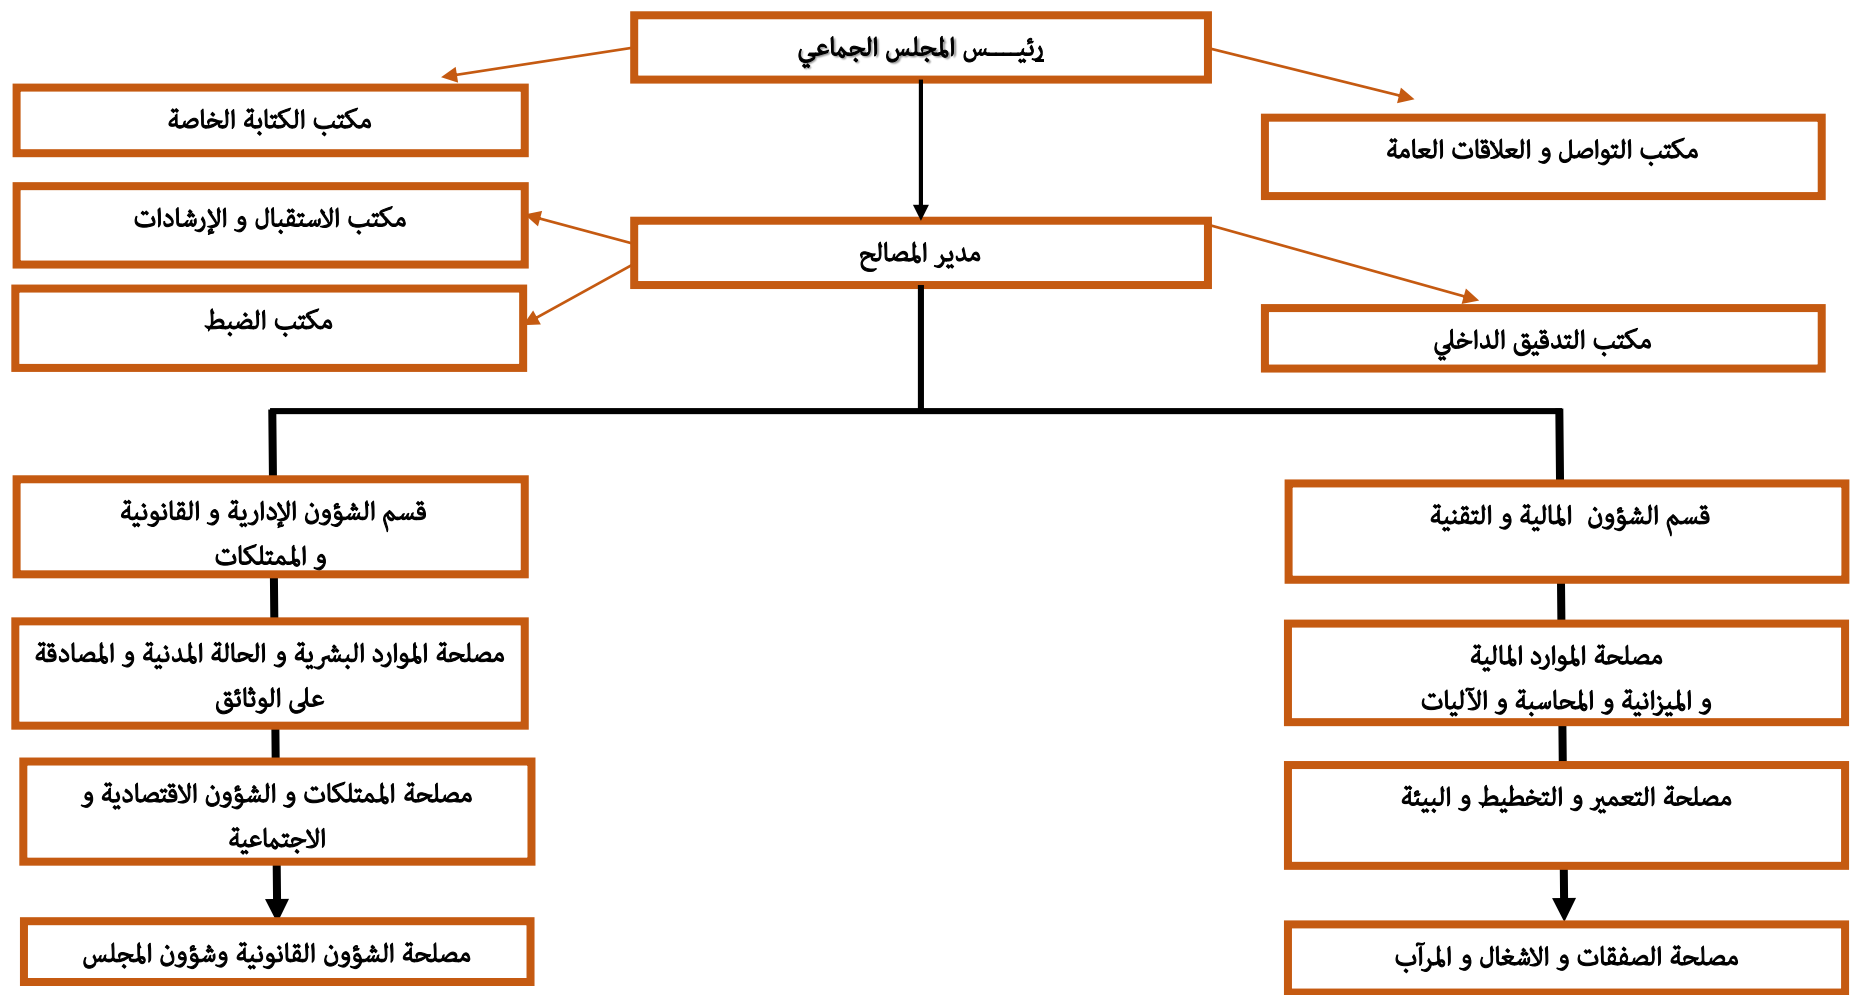 رئيـــــس المجلس الجماعي
مكتب التواصل و العلاقات العامة
مكتب الكتابة الخاصة
مدير المصالح
مكتب الاستقبال و الإرشادات
مكتب التدقيق الداخلي
مكتب الضبط
قسم الشؤون المالية و التقنية
مصلحة الموارد المالية
و الميزانية و المحاسبة و الآليات
مصلحة التعمير و التخطيط و البيئة
مصلحة الصفقات و الاشغال و المرآب
قسم الشؤون الإدارية و القانونية
و الممتلكات
مصلحة الموارد البشرية و الحالة المدنية و المصادقة
على الوثائق
مصلحة الممتلكات و الشؤون الاقتصادية و
الاجتماعية
مصلحة الشؤون القانونية وشؤون المجلس